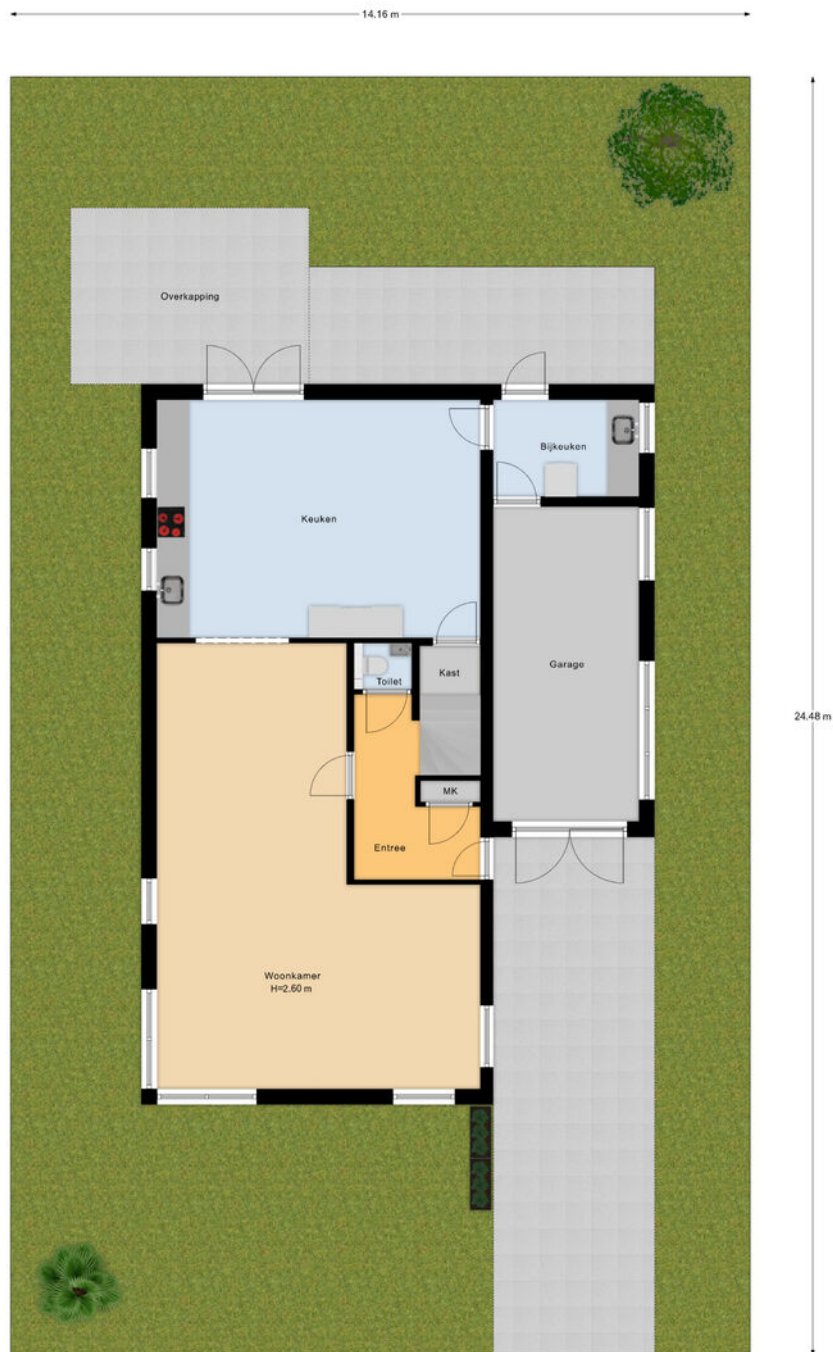 14.16 m
Overkapping
Bijkeuken
Keuken
Garage
Kast
Toilet
24.48 m
MK
Entree
Woonkamer
H=2.60 m